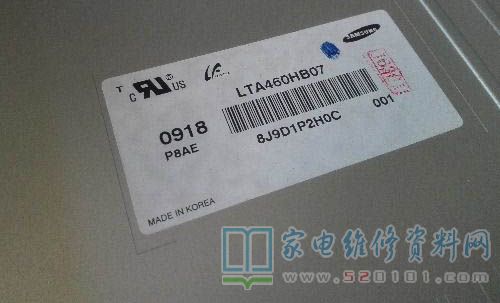 SAMSUNG
T
C RU US
LTA460HB07
0918
P8AE
8J9D1P2H0C
001
MADE IN KOREA
家电维修资料网
www.520101.com